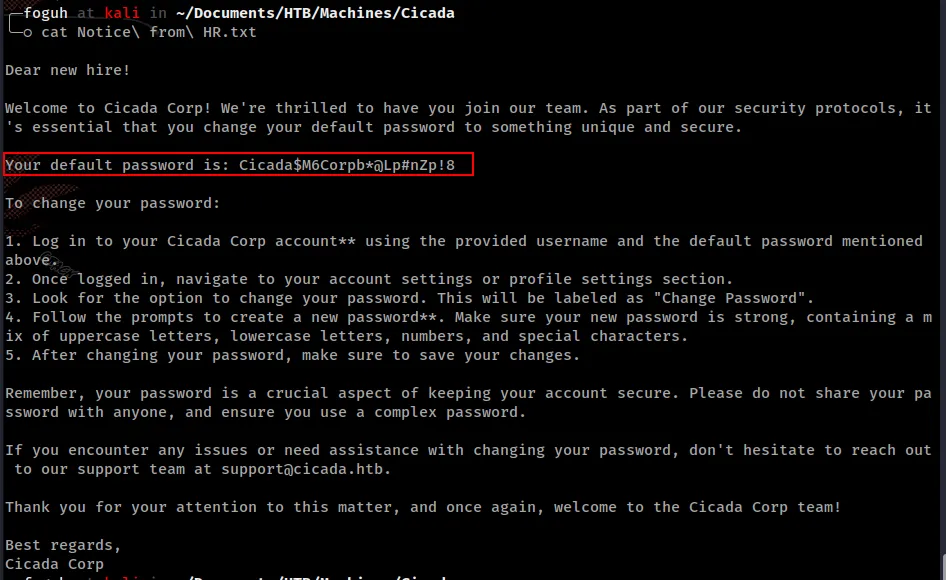 foguh at kali in ~/Documents/HTB/Machines/Cicada
cat Notice\ from\ HR.txt
Dear new hire!
Welcome to Cicada Corp! We're thrilled to have you join our team. As part of our security protocols, it
's essential that you change your default password to something unique and secure.
Your default password is: Cicada$M6Corpb*@Lp#nZp!8
To change your password:
1. Log in to your Cicada Corp account** using the provided username and the default password mentioned
above.
2. Once logged in, navigate to your account settings or profile settings section.
3. Look for the option to change your password. This will be labeled as "Change Password".
4. Follow the prompts to create a new password**. Make sure your new password is strong, containing a m
ix of uppercase letters, lowercase letters, numbers, and special characters.
5. After changing your password, make sure to save your changes.
Remember, your password is a crucial aspect of keeping your account secure. Please do not share your pa
ssword with anyone, and ensure you use a complex password.
If you encounter any issues or need assistance with changing your password, don't hesitate to reach out
to our support team at support@cicada.htb.
Thank you for your attention to this matter, and once again, welcome to the Cicada Corp team!
Best regards,
Cicada Corp
foguh at kali in ~/Documents/HTB/Machines/Cicada